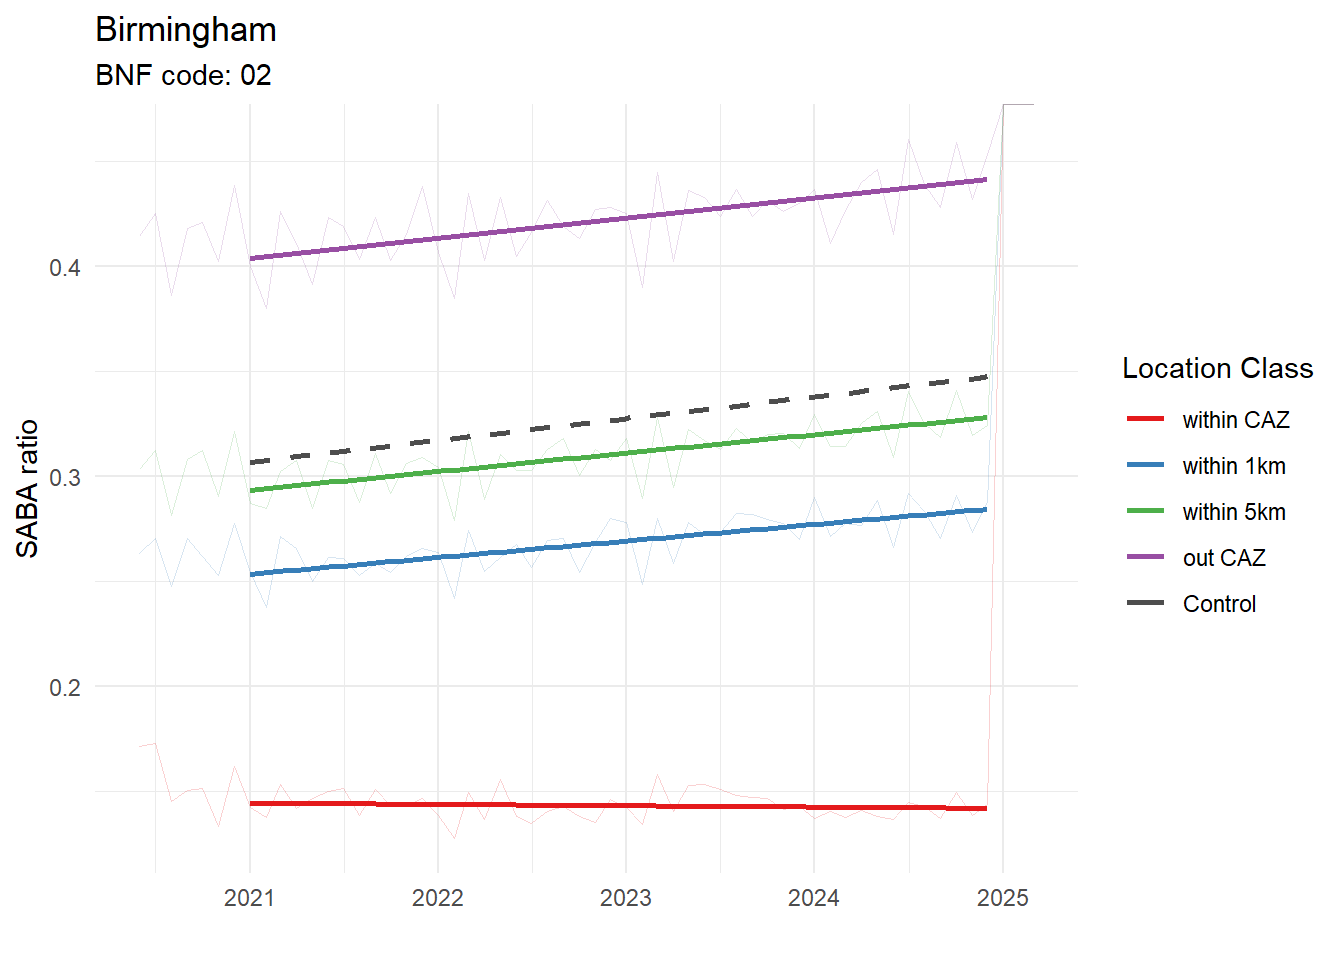 Birmingham
BNF code: 02
SABA ratio
0.4
0.3
0.2
2021
2022
2023
2024
2025
Location Class
within CAZ
within 1km
within 5km
out CAZ
Control